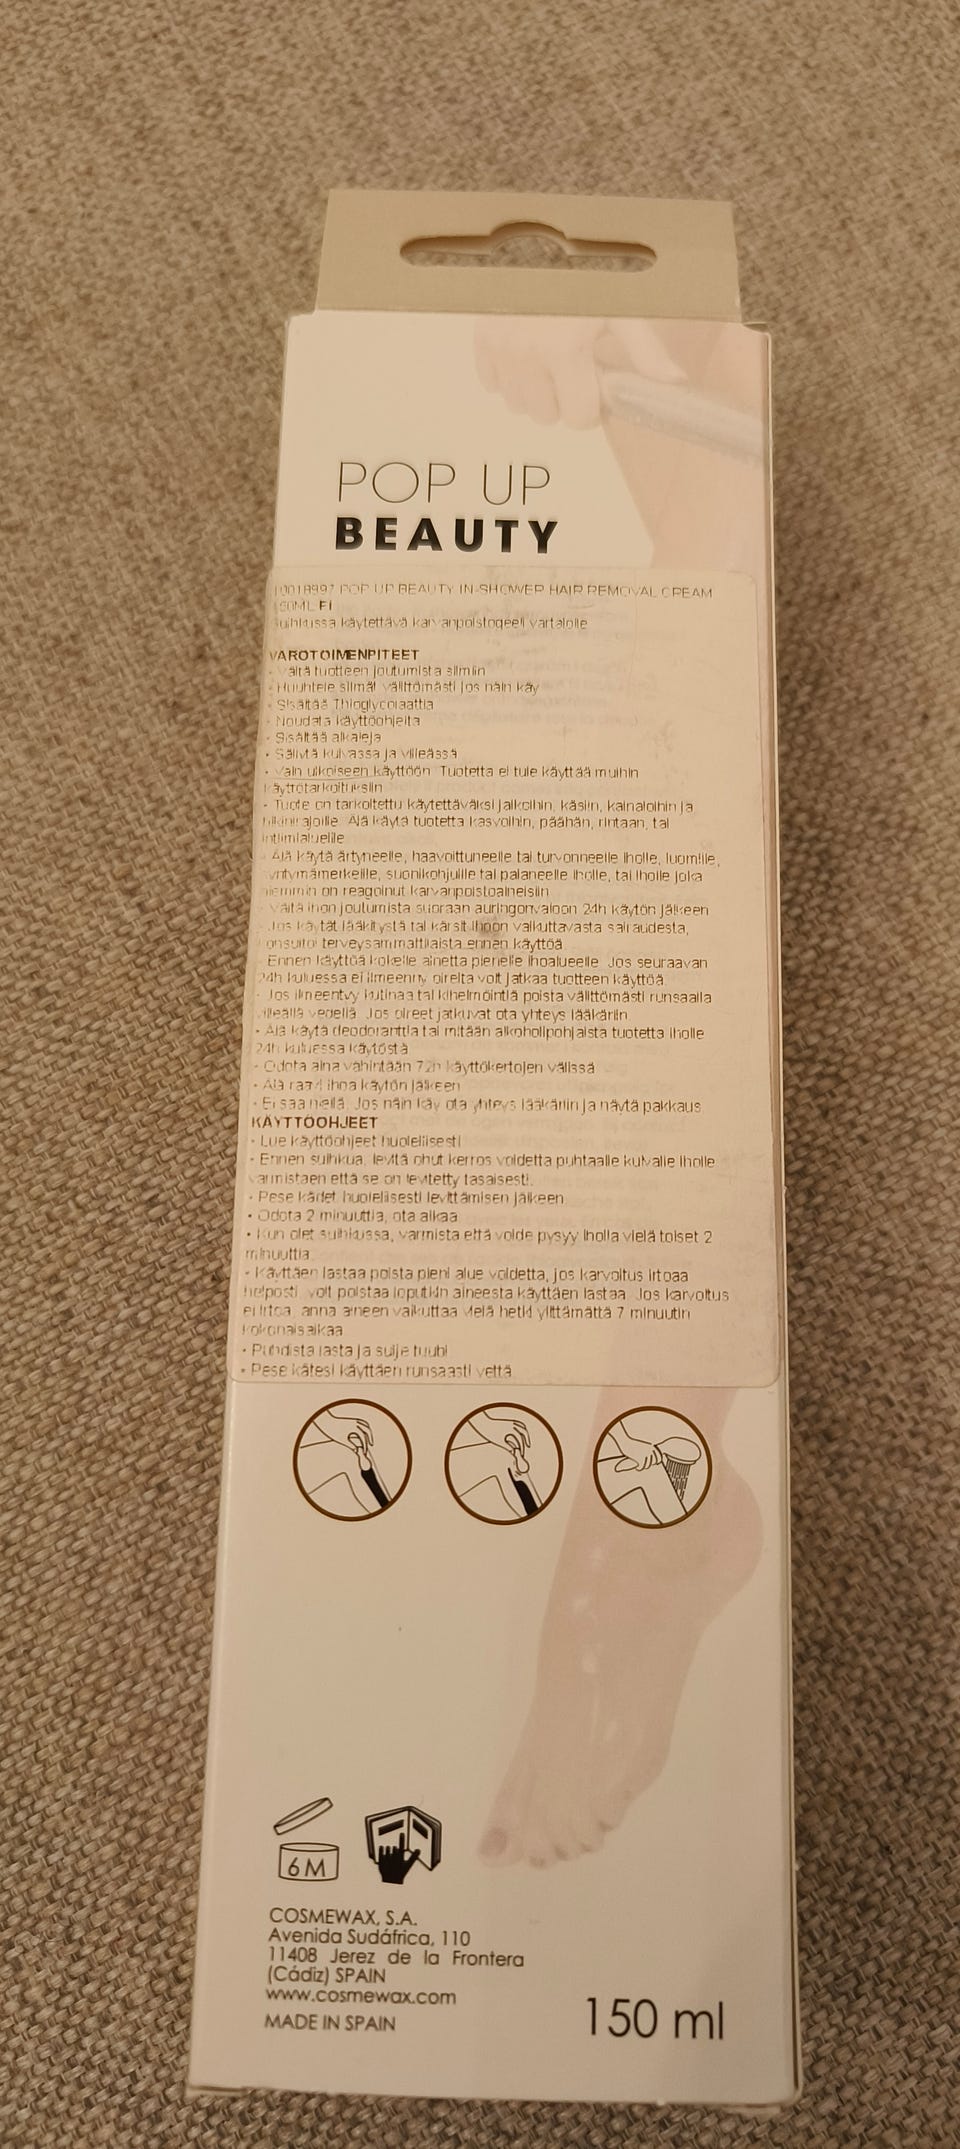 POP UP
BEAUTY
POP UP BEAUTY IN-SHOWER HAIR REMOVAL CREAM
150ML FI
Suihkussa käytettävä karvanpoistogeeli vartalolle
VAROTOIMENPITEET
- Vältä tuotteen joutumista silmiin
- Huuhtele silmät välittömästi jos näin käy
- Sisältää Thioglycolaattia
- Noudata käyttöohjeita
- Sisältää alkaleja
- Säilytä kuivassa ja viileässä
- Vain ulkoiseen käyttöön. Tuotetta ei tule käyttää muihin
käyttötarkoituksiin
- Tuote on tarkoitettu käytettäväksi jalkoihin, käsiin, kainaloihin ja
bikinirajoille. Älä käytä tuotetta kasvoihin, päähän, rintaan, tai
intiimialuelile
- Älä käytä ärtyneelle, haavoittuneelle tai turvonneelle iholle, luomille,
syntymämerkeille, suonikohjuille tai palaneelle iholle, tai iholle joka
aiemmin on reagoinut karvanpoistoaineisiin
- Vältä ihon joutumista suoraan auringonvaloon 24h käytön jälkeen
- Jos käytät lääkitystä tai kärsit ihoon vaikuttavasta sairaudesta,
konsultoi terveysammattilaista ennen käyttöä
- Ennen käyttöä kokeile ainetta pienelle ihoalueelle. Jos seuraavan
24h kuluessa ei ilmeenny oireita voit jatkaa tuotteen käyttöä.
- Jos ilmeentyy kutinaa tai kihelmöintiä poista välittömästi runsaalla
viileällä vedellä. Jos oireet jatkuvat ota yhteys lääkäriin
- Älä käytä deodoranttia tai mitään alkoholipohjaista tuotetta iholle
24h kuluessa käytöstä
- Odota aina vähintään 72h käyttökertojen välissä
- Älä raavi ihoa käytön jälkeen
- Ei saa niellä. Jos näin käy ota yhteys lääkäriin ja näytä pakkaus
KÄYTTÖOHJEET
- Lue käyttöohjeet huolellisesti
- Ennen suihkua, levitä ohut kerros voidetta puhtaalle kuivalle iholle
varmistaen että se on levitetty tasaisesti.
- Pese kädet huolellisesti levittämisen jälkeen
- Odota 2 minuuttia, ota aikaa
- Kun olet suihkussa, varmista että voide pysyy iholla vielä toiset 2
minuuttia.
- Käyttäen lastaa poista pieni alue voidetta, jos karvoitus irtoaa
helposti, voit poistaa loputkin aineesta käyttäen lastaa. Jos karvoitus
ei irtoa, anna aineen vaikuttaa vielä hetki ylittämättä 7 minuutin
kokonaisaikaa
- Puhdista lasta ja sulje tuubi
- Pese kätesi käyttäen runsaasti vettä.
6M
COSMEWAX, S.A.
Avenida Sudáfrica, 110
11408 Jerez de la Frontera
(Cádiz) SPAIN
www.cosmewax.com
MADE IN SPAIN
150 ml